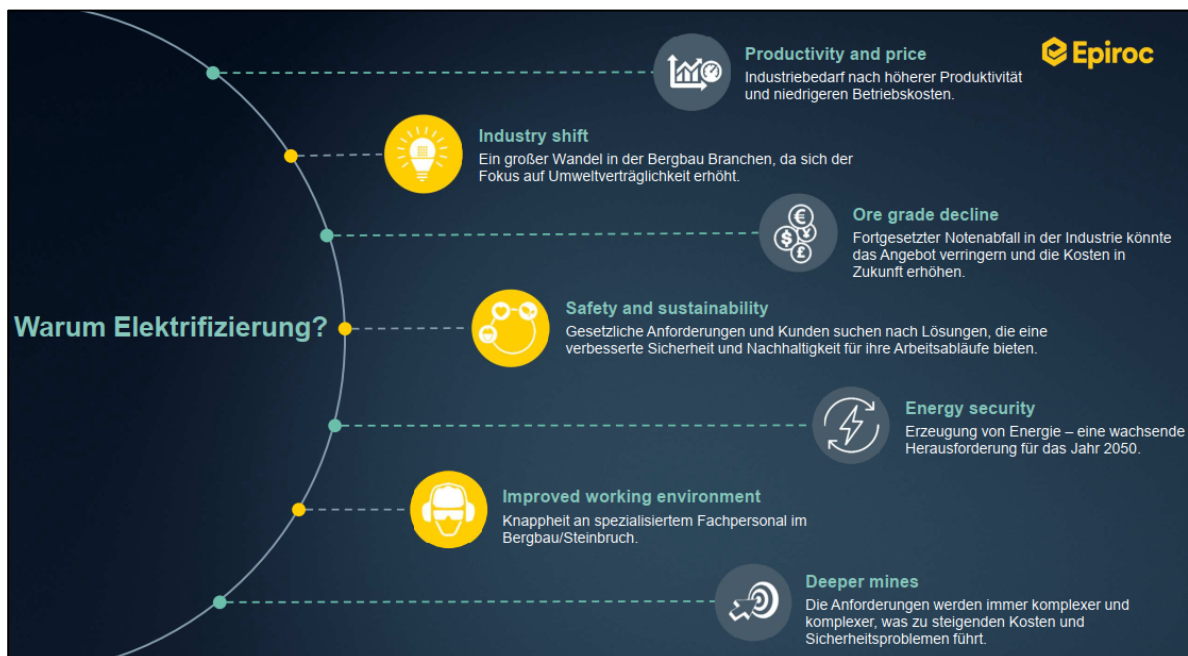 Epiroc
Productivity and price
Industriebedarf nach höherer Produktivität
und niedrigeren Betriebskosten.
Industry shift
Ein großer Wandel in der Bergbau Branchen, da sich der
Fokus auf Umweltverträglichkeit erhöht.
Ore grade decline
Fortgesetzter Notenabfall in der Industrie könnte
das Angebot verringern und die Kosten in
Zukunft erhöhen.
Warum Elektrifizierung?
Safety and sustainability
Gesetzliche Anforderungen und Kunden suchen nach Lösungen, die eine
verbesserte Sicherheit und Nachhaltigkeit für ihre Arbeitsabläufe bieten.
Energy security
Erzeugung von Energie – eine wachsende
Herausforderung für das Jahr 2050.
Improved working environment
Knappheit an spezialisiertem Fachpersonal im
Bergbau/Steinbruch.
Deeper mines
Die Anforderungen werden immer komplexer und
komplexer, was zu steigenden Kosten und
Sicherheitsproblemen führt.